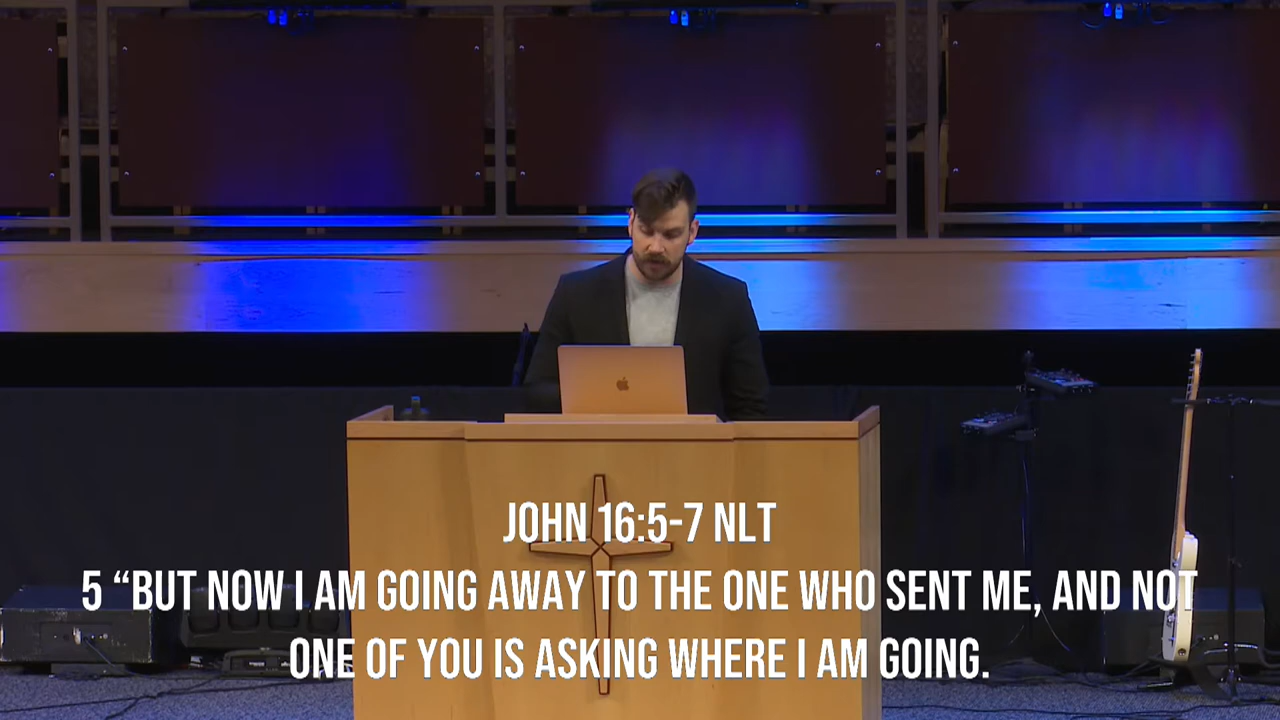 JOHN 16:5-7 NLT
5 “BUT NOW I AM GOING AWAY TO THE ONE WHO SENT ME, AND NOT
ONE OF YOU IS ASKING WHERE I AM GOING.